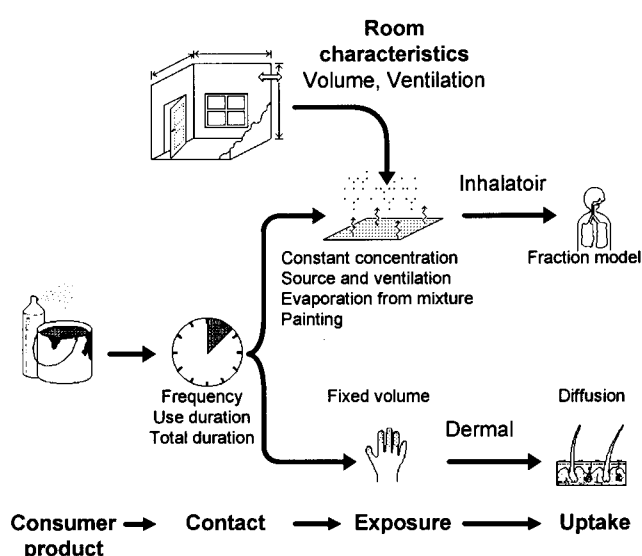 Room
characteristics
Volume, Ventilation
Inhalatoir
Constant concentration
Source and ventilation
Evaporation from mixture
Painting
Fraction model
Frequency
Use duration
Total duration
Fixed volume
Dermal
Diffusion
Consumer
product
Contact
Exposure
Uptake